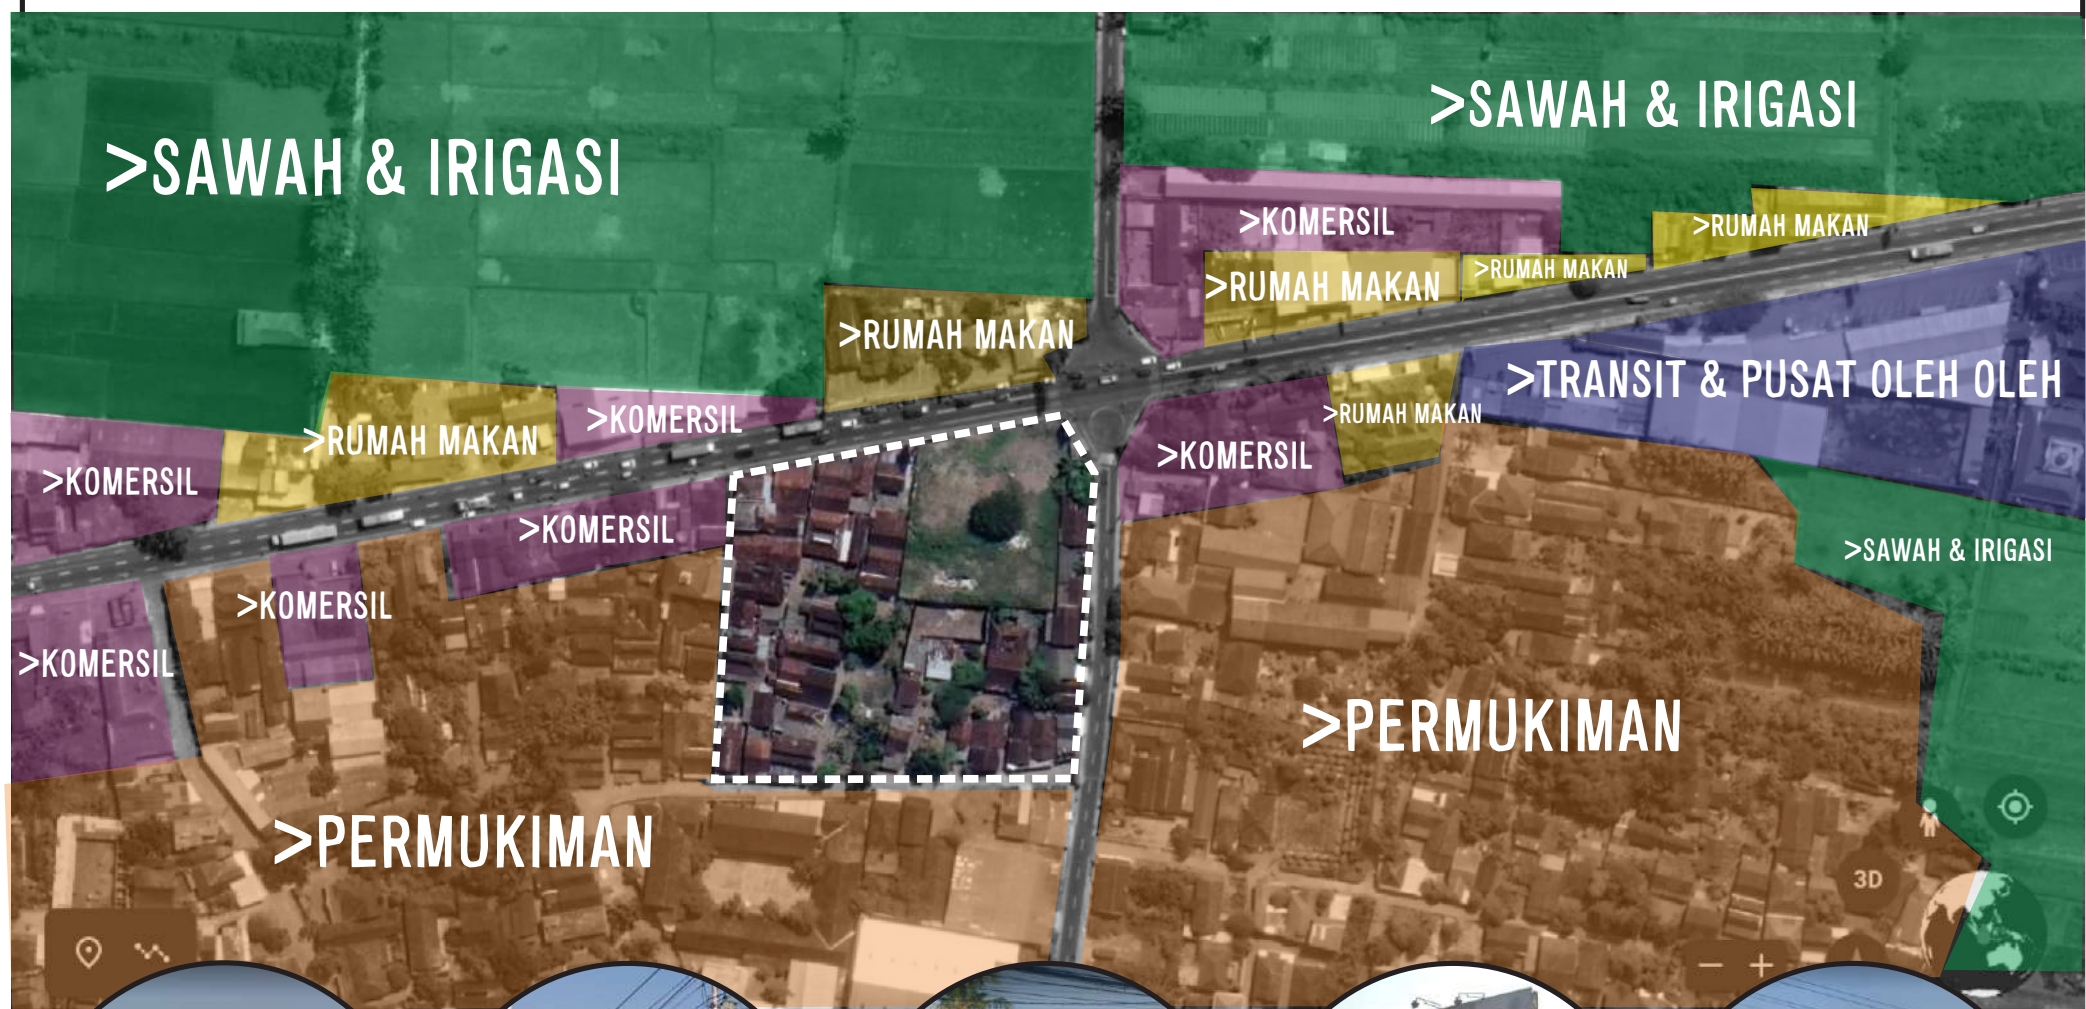 >SAWAH & IRIGASI
>SAWAH & IRIGASI
>KOMERSIL
>RUMAH MAKAN
>RUMAH MAKAN
>RUMAH MAKAN
>RUMAH MAKAN
>TRANSIT & PUSAT OLEH OLEH
>KOMERSIL
>RUMAH MAKAN
>RUMAH MAKAN
>KOMERSIL
>KOMERSIL
>KOMERSIL
>SAWAH & IRIGASI
>KOMERSIL
>KOMERSIL
>PERMUKIMAN
>PERMUKIMAN
3D